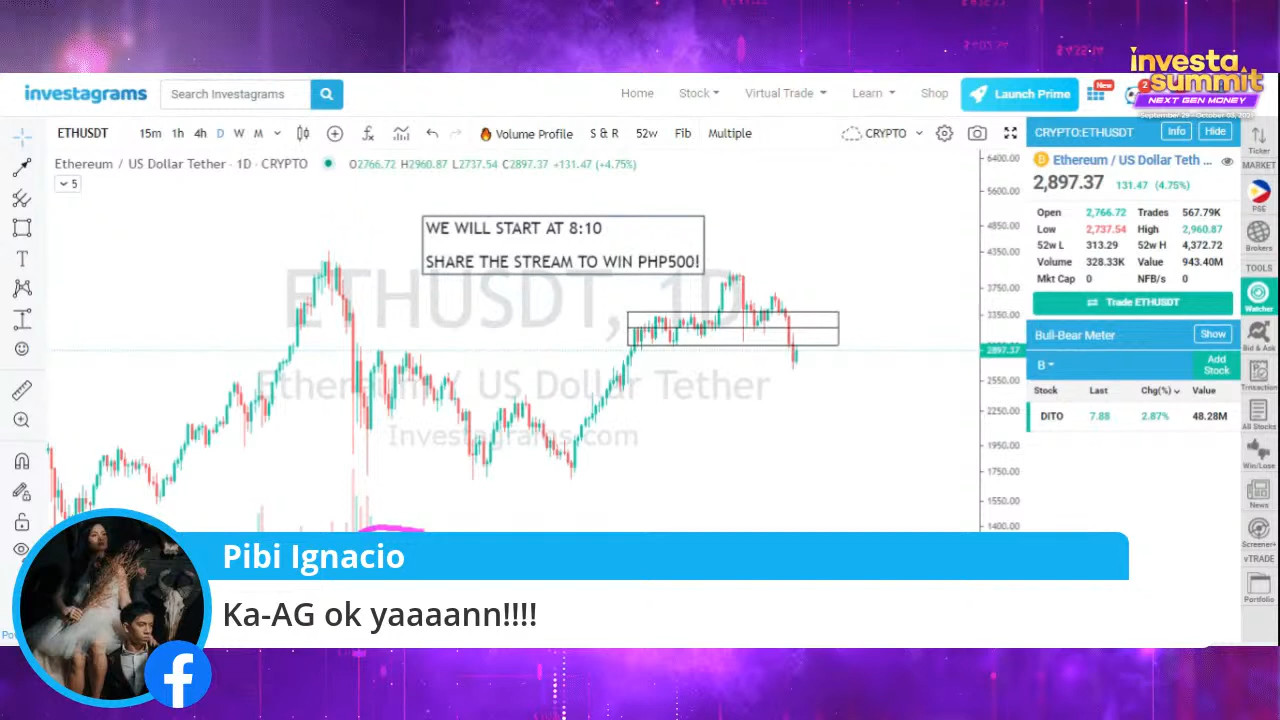 investa
summit
NEXT GEN MONEY
investagrams
Search Investagrams
Home
Stock
Virtual Trade
Learn
Shop
Launch Prime
New
2
ETHUSDT
15m 1h 4h D W M
Volume Profile
S & R
52w
Fib
Multiple
CRYPTO
Ethereum / US Dollar Tether · 1D · CRYPTO
O2766.72 H2960.87 L2737.54 C2897.37 +131.47 (+4.75%)
5
WE WILL START AT 8:10
SHARE THE STREAM TO WIN PHP500!
ETHUSDT, 1D
Ethereum / US Dollar Tether
Investagrams.com
6400.00
5600.00
4850.00
4350.00
3750.00
3350.00
2897.37
2550.00
2250.00
1950.00
1750.00
1550.00
1400.00
CRYPTO:ETHUSDT
Info
Hide
Ethereum / US Dollar Teth ...
2,897.37 131.47 (4.75%)
Open 2,766.72 Trades 567.79K
Low 2,737.54 High 2,960.87
52w L 313.29 52w H 4,372.72
Volume 328.33K Value 943.40M
Mkt Cap 0 NFB/s 0
Trade ETHUSDT
Bull-Bear Meter
Show
B
Add
Stock
Stock Last Chg(%) Value
DITO 7.88 2.87% 48.28M
Ticker
MARKET
PSE
Brokers
TOOLS
Watcher
Bid & Ask
All Stocks
Win/Lose
News
Screener+
vTRADE
Portfolio
Pibi Ignacio
Ka-AG ok yaaaann!!!!